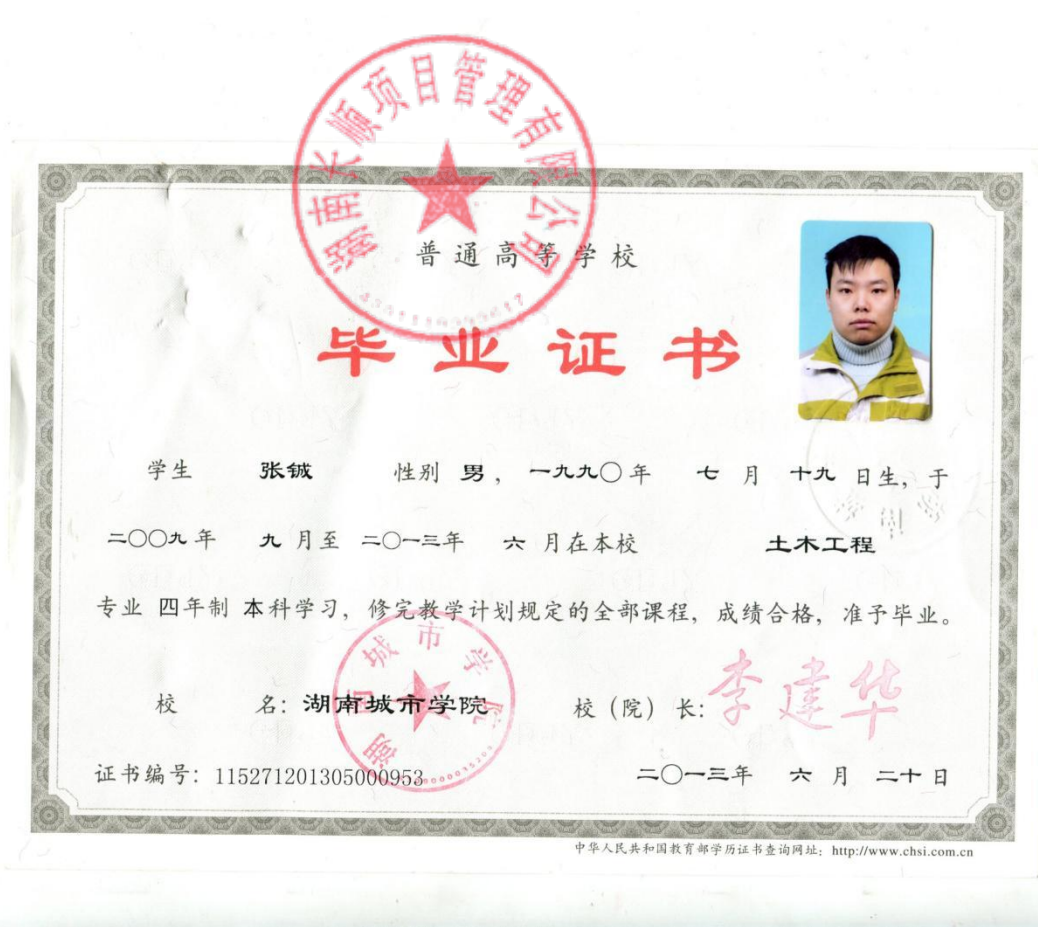 湖南大顺项目管理有限公司
普通高等学校
毕业证书
学生 张铖 性别 男，一九九〇年 七 月 十九 日生，于
二〇〇九年 九 月至 二〇一三年 六 月在本校 土木工程
专业 四年制 本科学习，修完教学计划规定的全部课程，成绩合格，准予毕业。
湖南城市学院
校 名：湖南城市学院 校（院）长：李建华
证书编号：115271201305000953 二〇一三年 六 月 二十 日
中华人民共和国教育部学历证书查询网址：http://www.chsi.com.cn